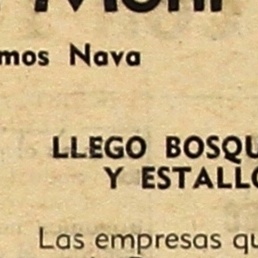 mos Nava
LLEGO BOSQU
Y ESTALLO
Las empresas qu